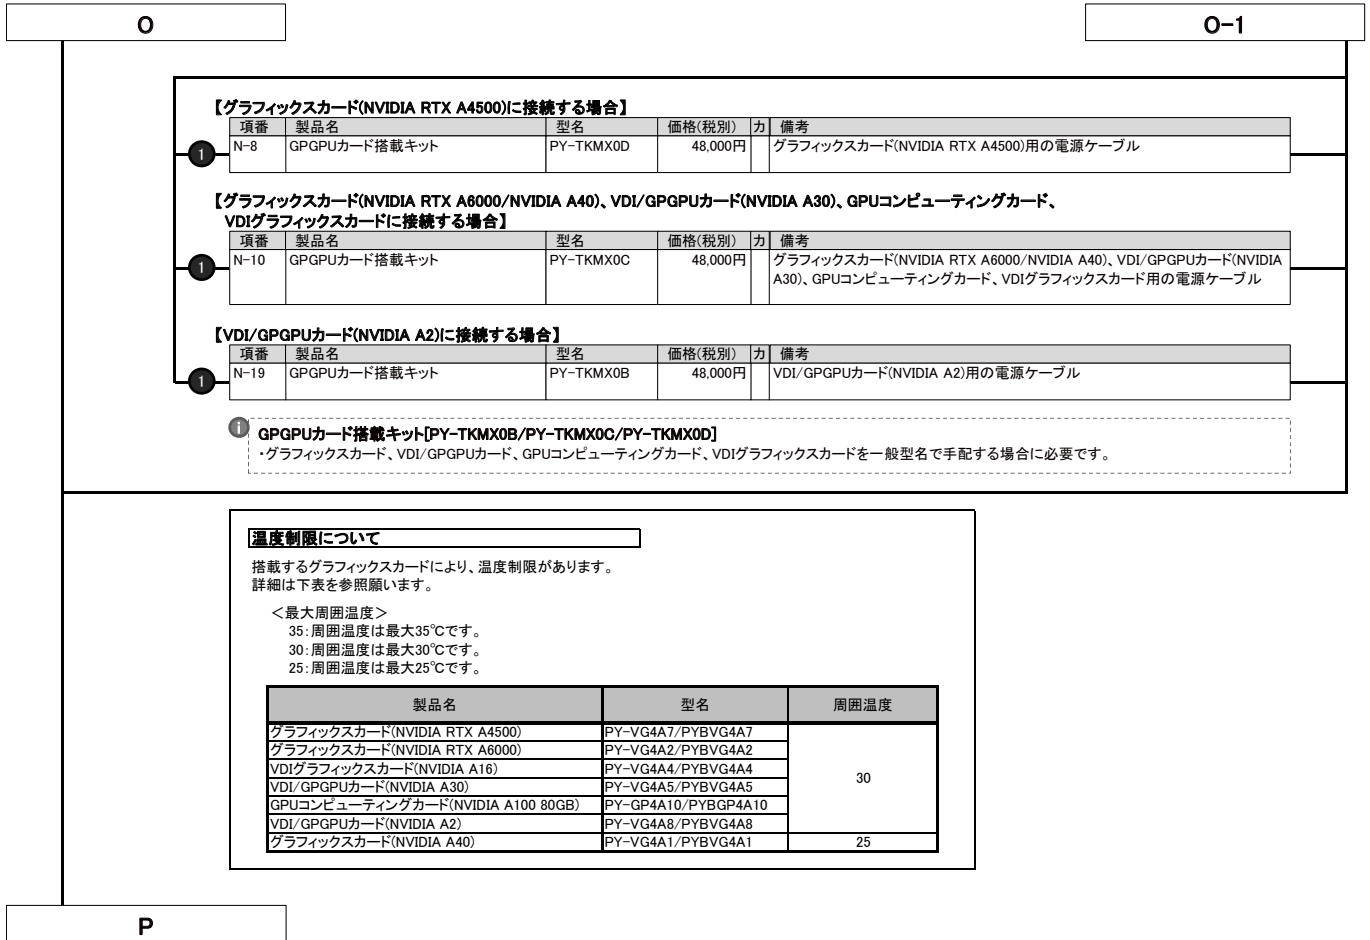 O
O-1
【グラフィックスカード(NVIDIA RTX A4500)に接続する場合】
項番 製品名 型名 価格(税別) カ 備考
1 N-8 GPGPUカード搭載キット PY-TKMX0D 48,000円 グラフィックスカード(NVIDIA RTX A4500)用の電源ケーブル
【グラフィックスカード(NVIDIA RTX A6000/NVIDIA A40)、VDI/GPGPUカード(NVIDIA A30)、GPUコンピューティングカード、
VDIグラフィックスカードに接続する場合】
項番 製品名 型名 価格(税別) カ 備考
1 N-10 GPGPUカード搭載キット PY-TKMX0C 48,000円 グラフィックスカード(NVIDIA RTX A6000/NVIDIA A40)、VDI/GPGPUカード(NVIDIA
A30)、GPUコンピューティングカード、VDIグラフィックスカード用の電源ケーブル
【VDI/GPGPUカード(NVIDIA A2)に接続する場合】
項番 製品名 型名 価格(税別) カ 備考
1 N-19 GPGPUカード搭載キット PY-TKMX0B 48,000円 VDI/GPGPUカード(NVIDIA A2)用の電源ケーブル
i GPGPUカード搭載キット[PY-TKMX0B/PY-TKMX0C/PY-TKMX0D]
・グラフィックスカード、VDI/GPGPUカード、GPUコンピューティングカード、VDIグラフィックスカードを一般型名で手配する場合に必要です。
温度制限について
搭載するグラフィックスカードにより、温度制限があります。
詳細は下表を参照願います。
＜最大周囲温度＞
35：周囲温度は最大35℃です。
30：周囲温度は最大30℃です。
25：周囲温度は最大25℃です。
製品名 型名 周囲温度
グラフィックスカード(NVIDIA RTX A4500) PY-VG4A7/PYBVG4A7
グラフィックスカード(NVIDIA RTX A6000) PY-VG4A2/PYBVG4A2
VDIグラフィックスカード(NVIDIA A16) PY-VG4A4/PYBVG4A4
30
VDI/GPGPUカード(NVIDIA A30) PY-VG4A5/PYBVG4A5
GPUコンピューティングカード(NVIDIA A100 80GB) PY-GP4A10/PYBGP4A10
VDI/GPGPUカード(NVIDIA A2) PY-VG4A8/PYBVG4A8
グラフィックスカード(NVIDIA A40) PY-VG4A1/PYBVG4A1 25
P